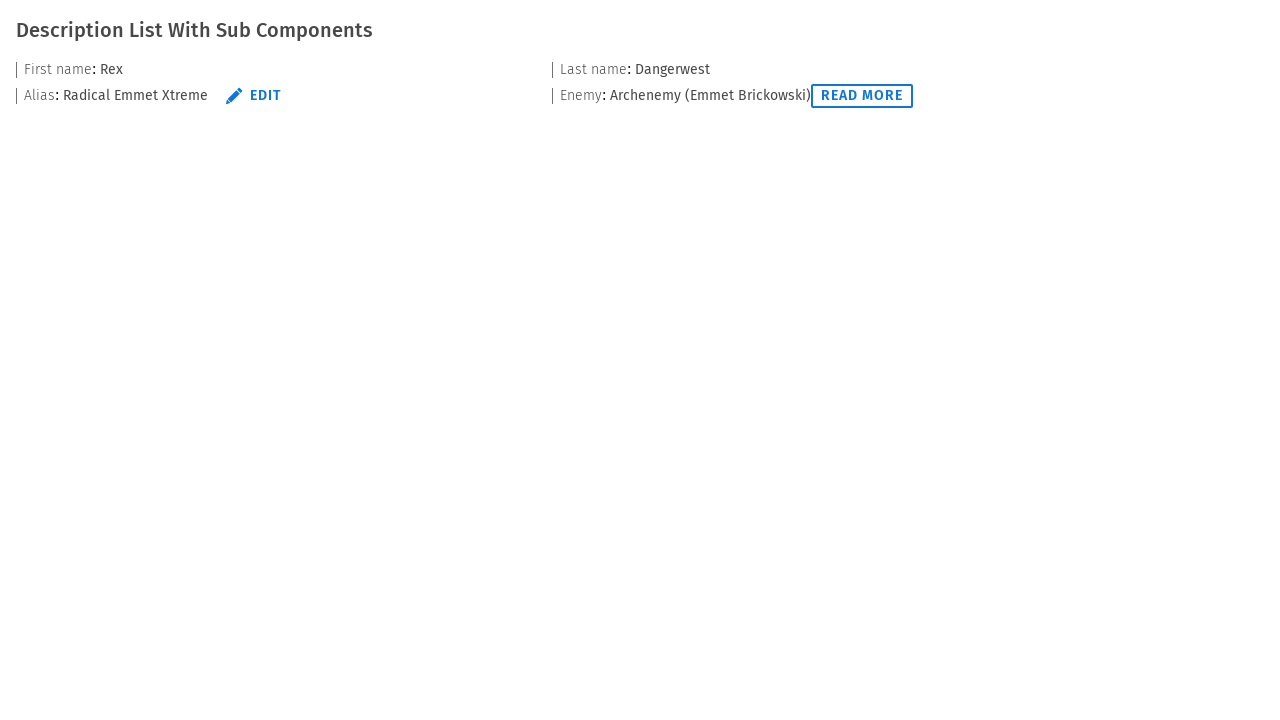 Description List With Sub Components
First name: Rex
Last name: Dangerwest
Alias: Radical Emmet Xtreme EDIT
Enemy: Archenemy (Emmet Brickowski) READ MORE